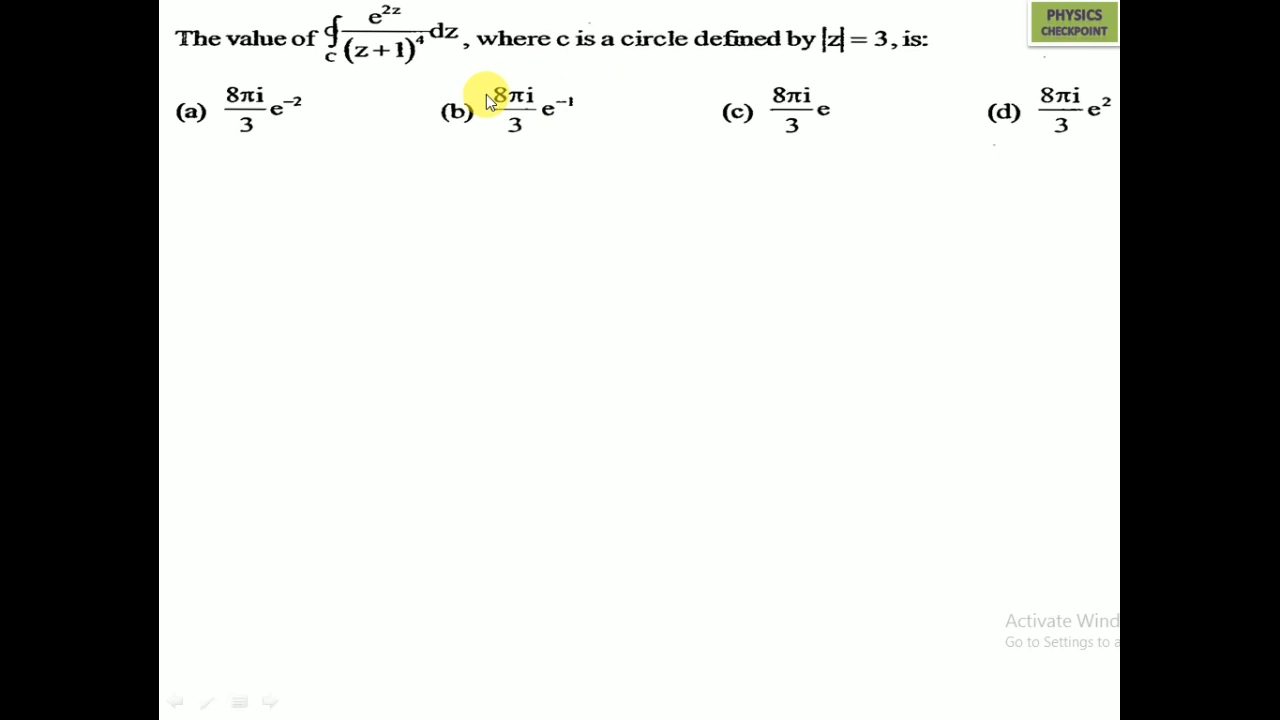 PHYSICS
CHECKPOINT
The value of ∮_c e^{2z}/(z+1)^4 dz, where c is a circle defined by |z| = 3, is:
(a) 8πi/3 e^{-2} (b) 8πi/3 e^{-1} (c) 8πi/3 e (d) 8πi/3 e^2
Activate Wind
Go to Settings to a